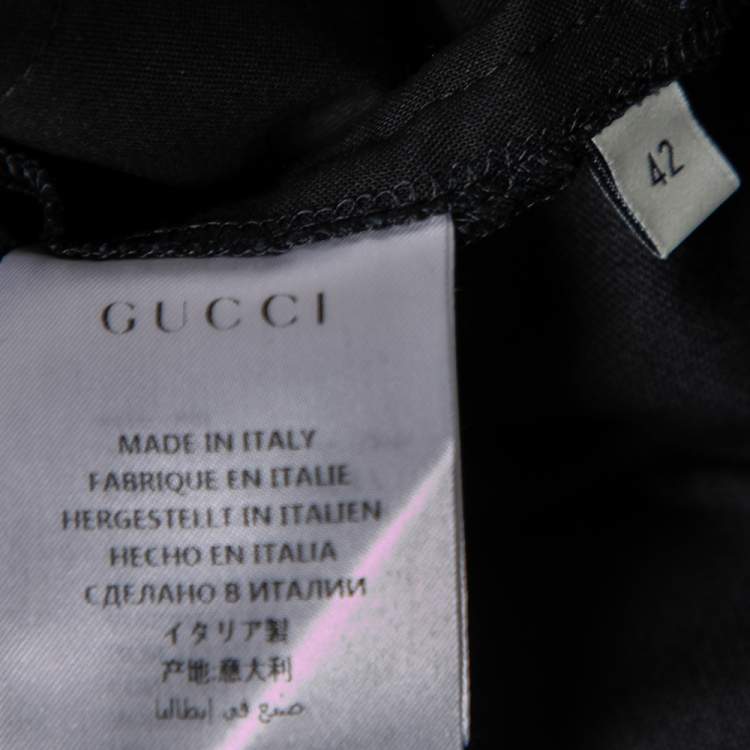 42
GUCCI
MADE IN ITALY
FABRIQUE EN ITALIE
HERGESTELLT IN ITALIEN
HECHO EN ITALIA
СДЕЛАНО В ИТАЛИИ
イタリア製
产地:意大利
صنع في إيطاليا